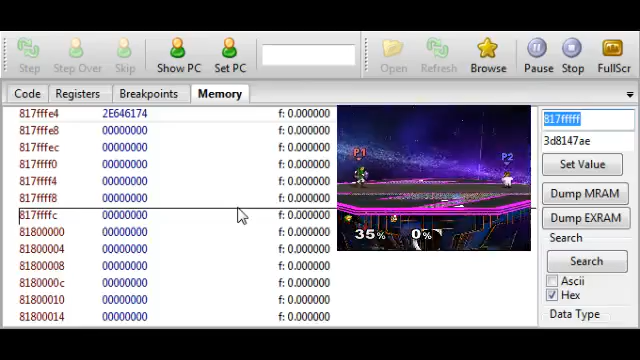 Step Step Over Skip Show PC Set PC Open Refresh Browse Pause Stop FullScr
Code Registers Breakpoints Memory
817fffe4 2E646174 f: 0.000000
817fffe8 00000000 f: 0.000000
817fffec 00000000 f: 0.000000
817ffff0 00000000 f: 0.000000
817ffff4 00000000 f: 0.000000
817ffff8 00000000 f: 0.000000
817ffffc 00000000 f: 0.000000
81800000 00000000 f: 0.000000
81800004 00000000 f: 0.000000
81800008 00000000 f: 0.000000
8180000c 00000000 f: 0.000000
81800010 00000000 f: 0.000000
81800014 00000000 f: 0.000000
P1
P2
35% 0%
817fffff
3d8147ae
Set Value
Dump MRAM
Dump EXRAM
Search
Search
Ascii
Hex
Data Type